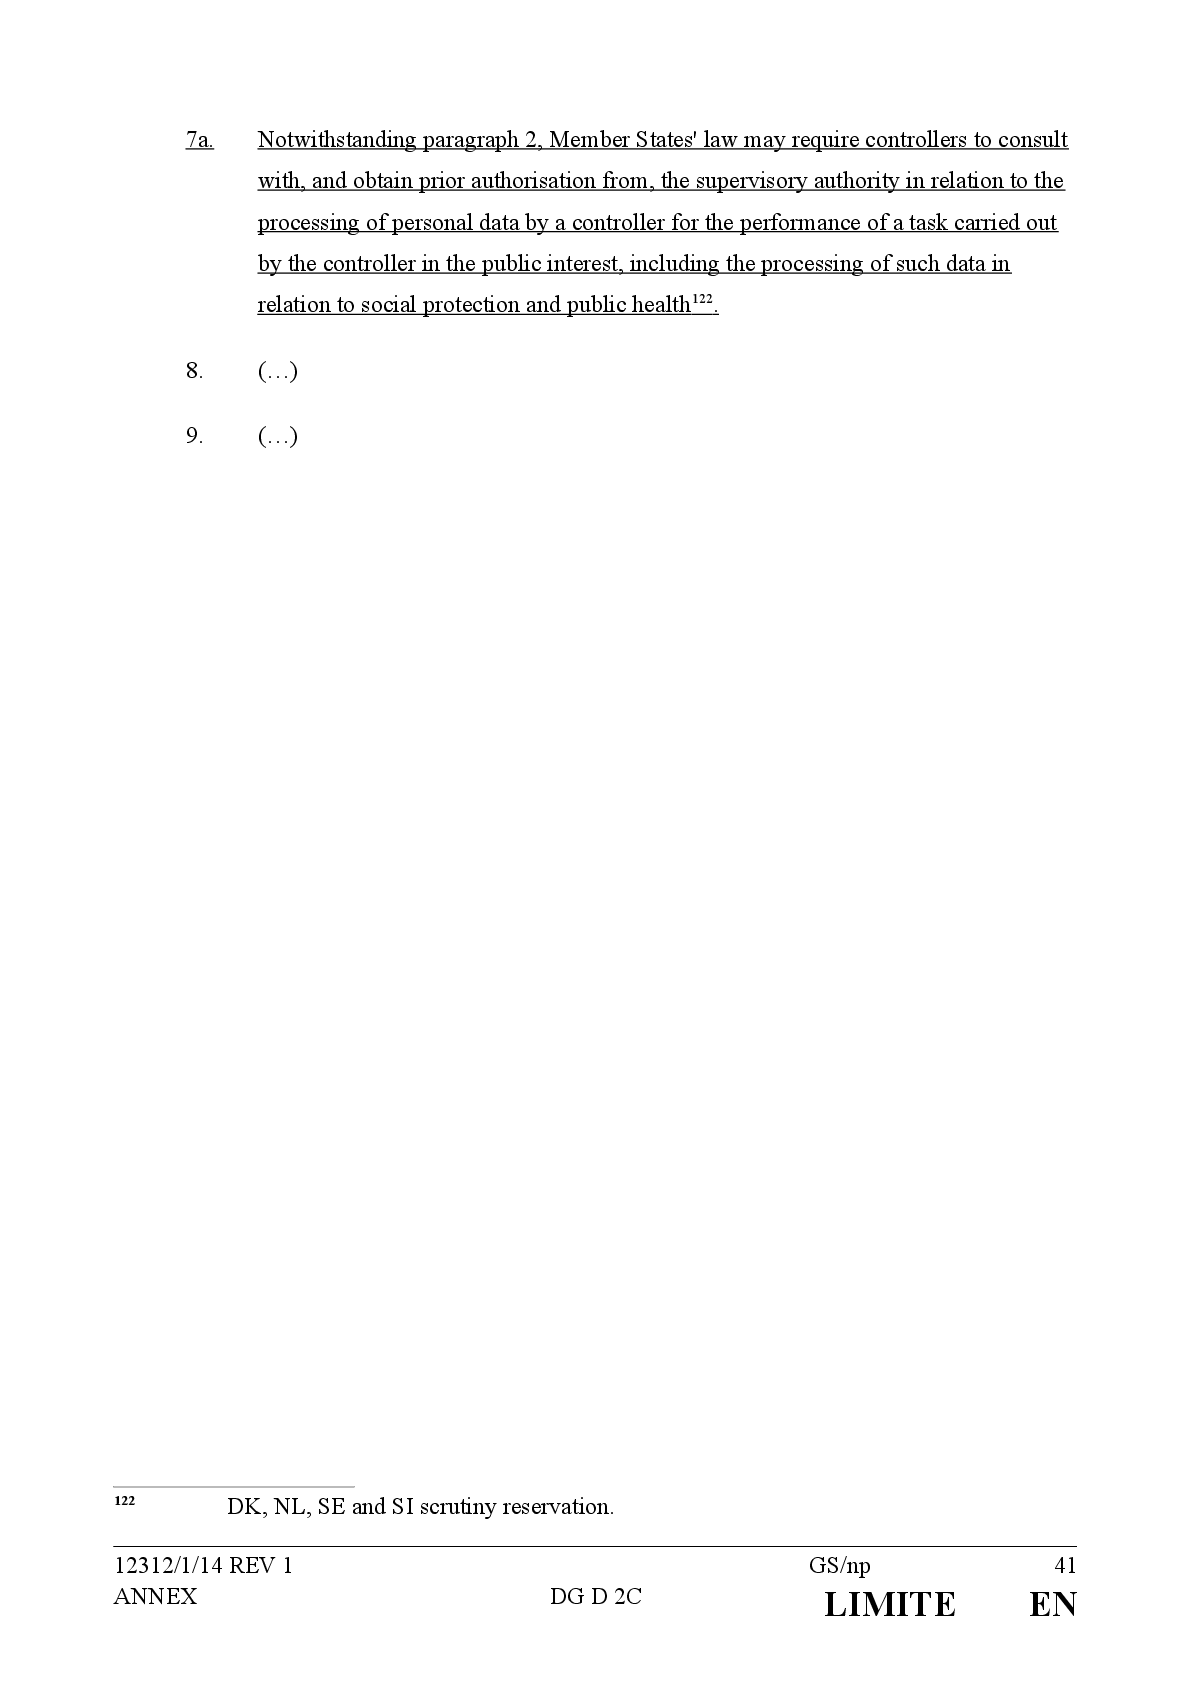 7a. Notwithstanding paragraph 2, Member States' law may require controllers to consult
with, and obtain prior authorisation from, the supervisory authority in relation to the
processing of personal data by a controller for the performance of a task carried out
by the controller in the public interest, including the processing of such data in
relation to social protection and public health122.
8. (…)
9. (…)
122 DK, NL, SE and SI scrutiny reservation.
12312/1/14 REV 1 GS/np 41
ANNEX DG D 2C LIMITE EN